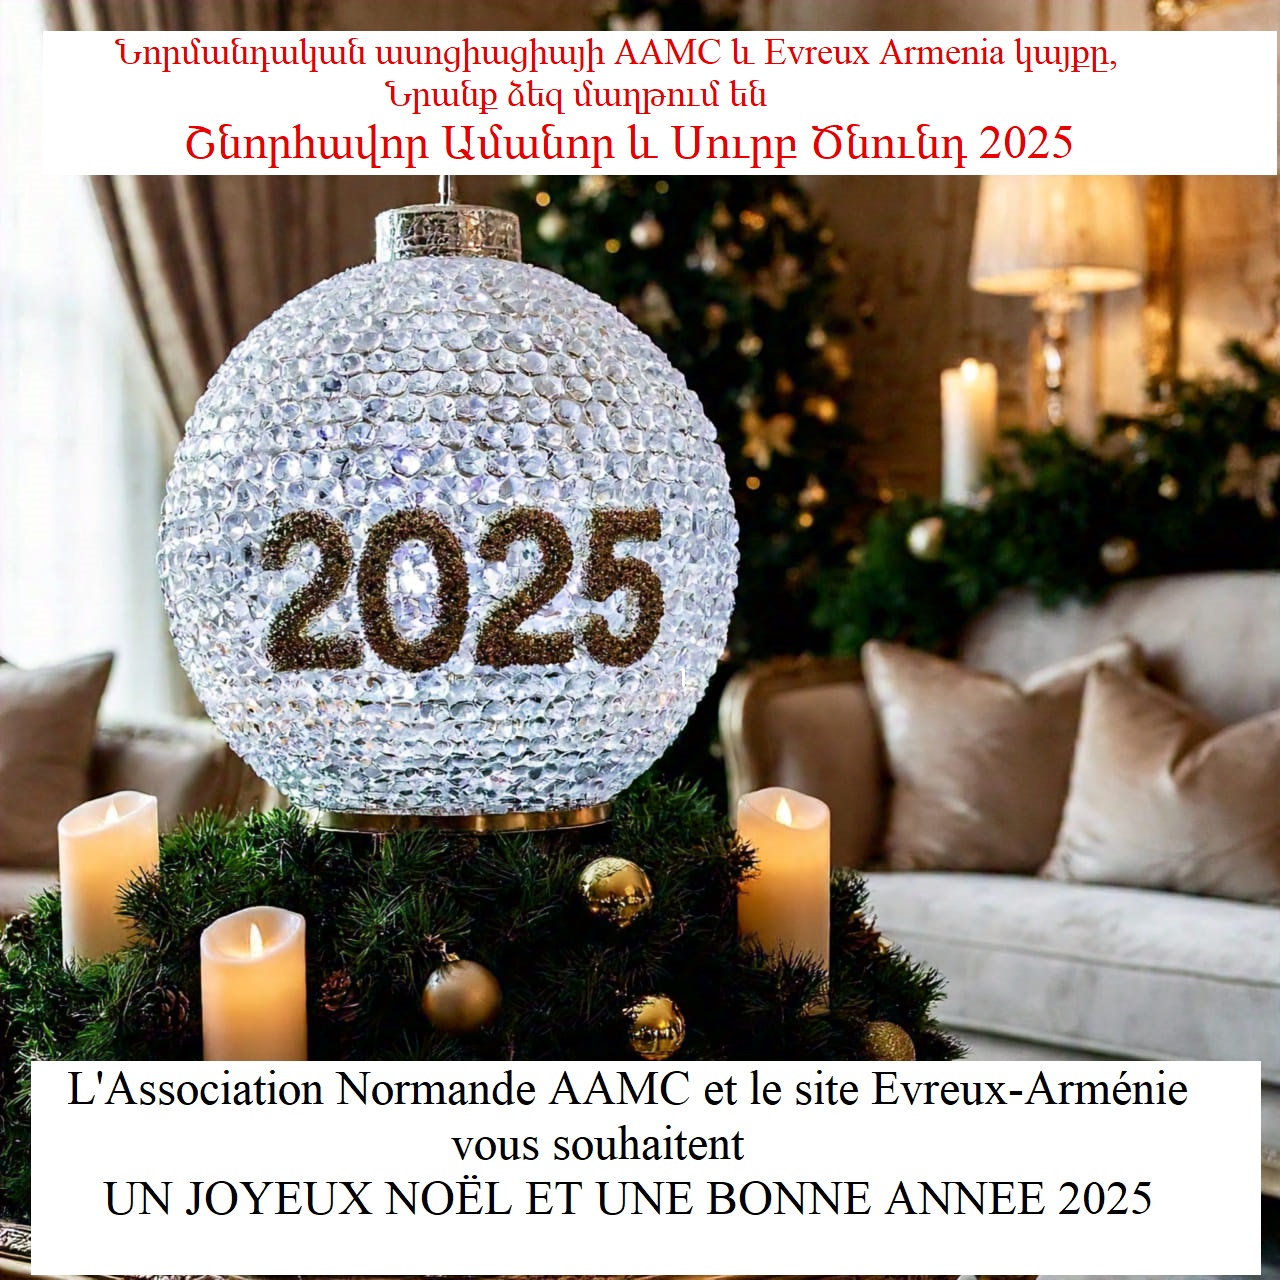 Նորմանդական ասոցիացիայի AAMC և Evreux Armenia կայքը,
Նրանք ձեզ մաղթում են
Շնորհավոր Ամանոր և Սուրբ Ծնունդ 2025
2025
L'Association Normande AAMC et le site Evreux-Arménie
vous souhaitent
UN JOYEUX NOËL ET UNE BONNE ANNEE 2025